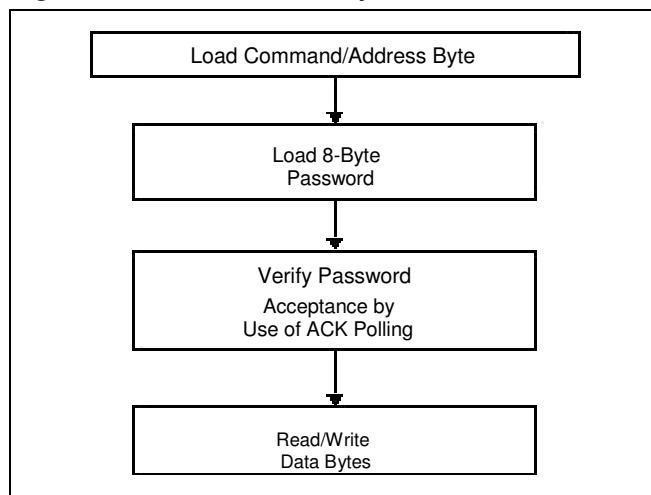 Load Command/Address Byte
Load 8-Byte
Password
Verify Password
Acceptance by
Use of ACK Polling
Read/Write
Data Bytes